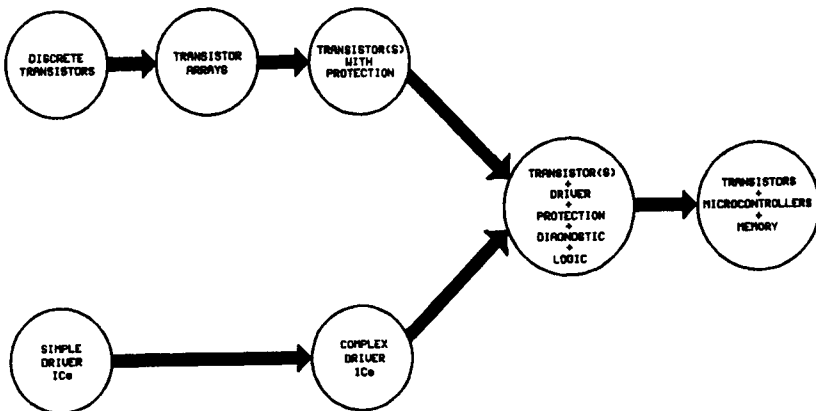 DISCRETE
TRANSISTORS
TRANSISTOR
ARRAYS
TRANSISTOR(S)
WITH
PROTECTION
TRANSISTOR(S)
+
DRIVER
+
PROTECTION
+
DIAGNOSTIC
+
LOGIC
TRANSISTORS
+
MICROCONTROLLERS
+
MEMORY
SIMPLE
DRIVER
ICs
COMPLEX
DRIVER
ICs